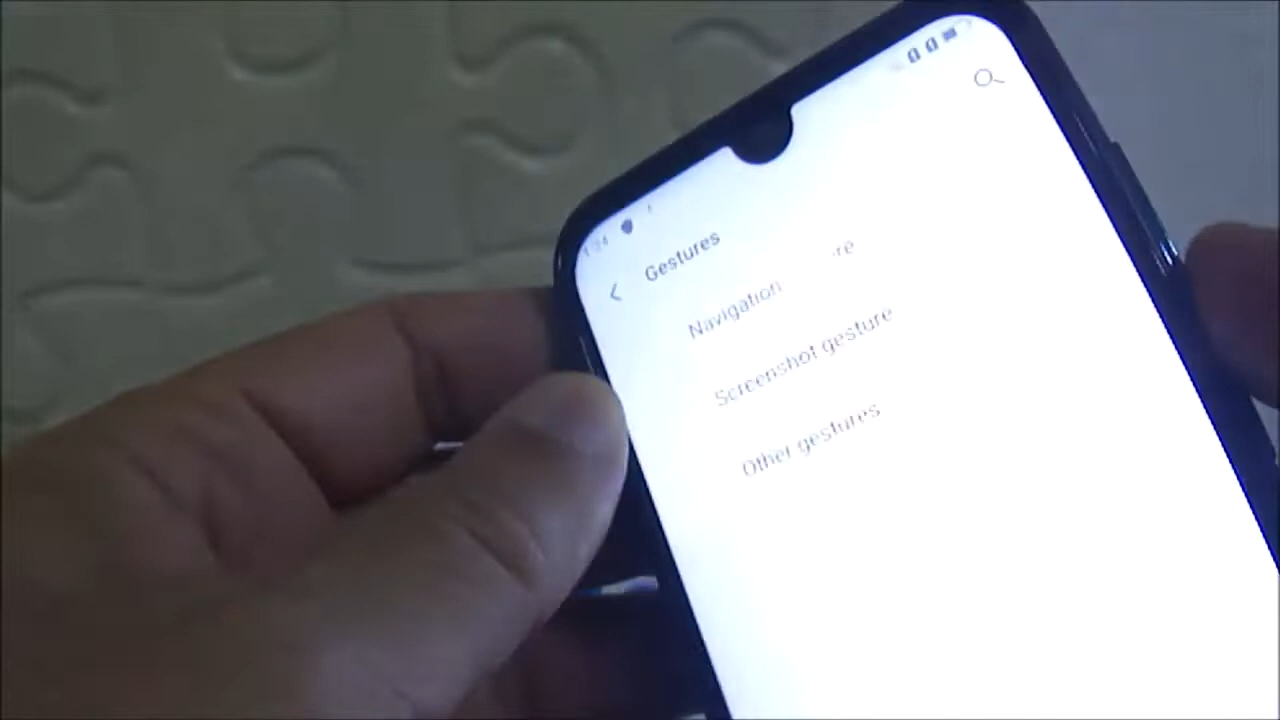 Gestures
Navigation
Screenshot gesture
Other gestures